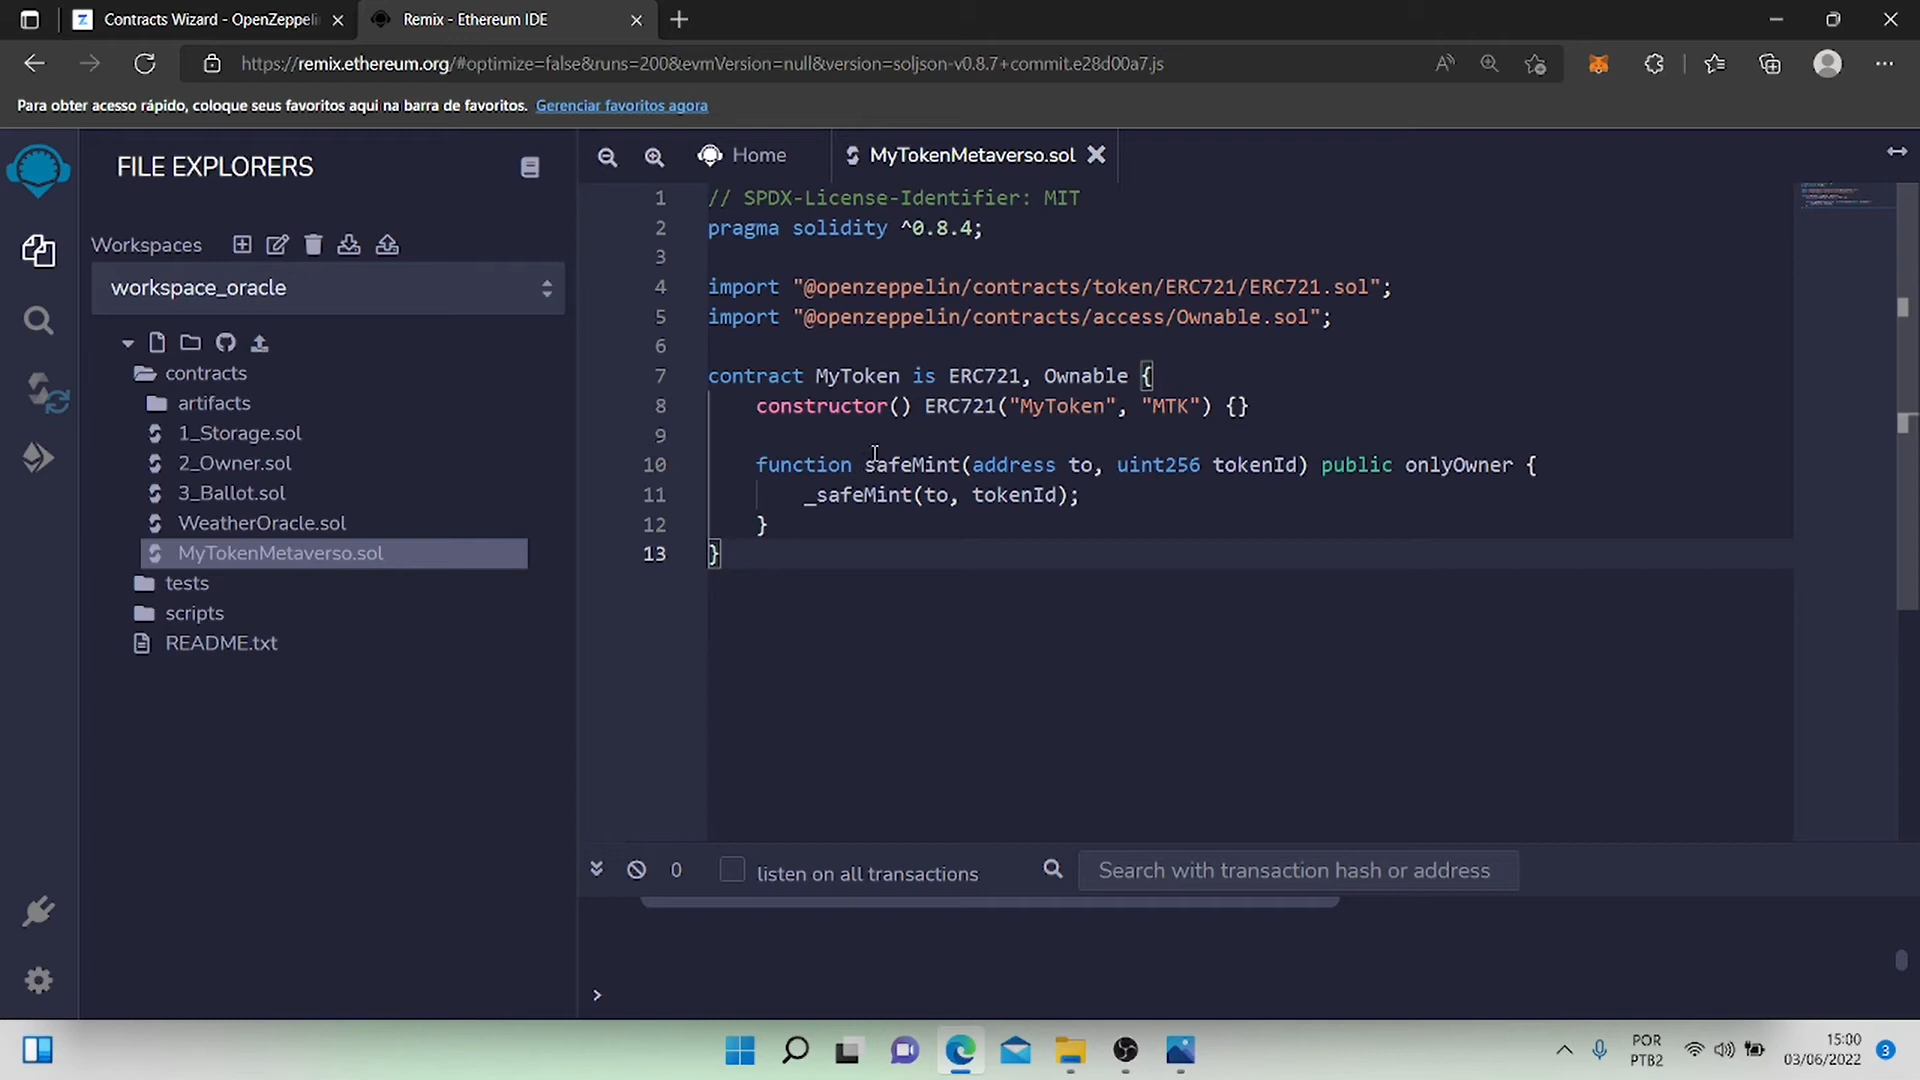 Contracts Wizard - OpenZeppeli
Remix - Ethereum IDE
https://remix.ethereum.org/#optimize=false&runs=200&evmVersion=null&version=soljson-v0.8.7+commit.e28d00a7.js
Para obter acesso rápido, coloque seus favoritos aqui na barra de favoritos. Gerenciar favoritos agora
FILE EXPLORERS
Home
MyTokenMetaverso.sol
Workspaces
workspace_oracle
contracts
artifacts
1_Storage.sol
2_Owner.sol
3_Ballot.sol
WeatherOracle.sol
MyTokenMetaverso.sol
tests
scripts
README.txt
1 // SPDX-License-Identifier: MIT
2 pragma solidity ^0.8.4;
3
4 import "@openzeppelin/contracts/token/ERC721/ERC721.sol";
5 import "@openzeppelin/contracts/access/Ownable.sol";
6
7 contract MyToken is ERC721, Ownable {
8 constructor() ERC721("MyToken", "MTK") {}
9
10 function safeMint(address to, uint256 tokenId) public onlyOwner {
11 _safeMint(to, tokenId);
12 }
13 }
0
listen on all transactions
Search with transaction hash or address
>
POR
PTB2
15:00
03/06/2022
3